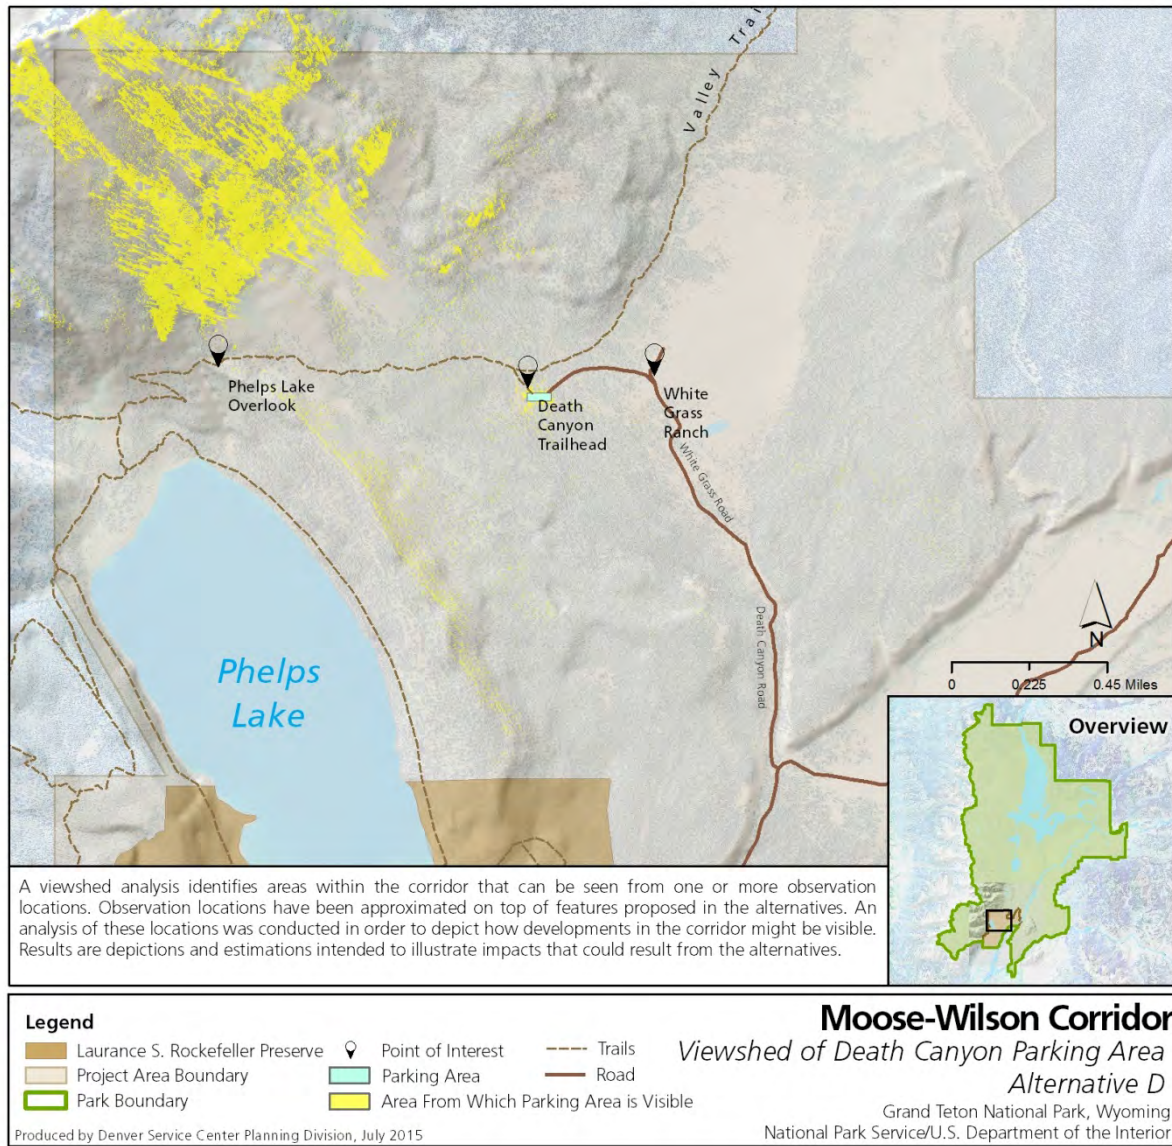 Valley Trai
Phelps Lake
Overlook
Death
Canyon
Trailhead
White
Grass
Ranch
White Grass Road
Death Canyon Road
Phelps
Lake
N
0 0.225 0.45 Miles
Overview
A viewshed analysis identifies areas within the corridor that can be seen from one or more observation
locations. Observation locations have been approximated on top of features proposed in the alternatives. An
analysis of these locations was conducted in order to depict how developments in the corridor might be visible.
Results are depictions and estimations intended to illustrate impacts that could result from the alternatives.
Legend
Laurance S. Rockefeller Preserve
Project Area Boundary
Park Boundary
Point of Interest
Parking Area
Area From Which Parking Area is Visible
Trails
Road
Produced by Denver Service Center Planning Division, July 2015
Moose-Wilson Corridor
Viewshed of Death Canyon Parking Area
Alternative D
Grand Teton National Park, Wyoming
National Park Service/U.S. Department of the Interior